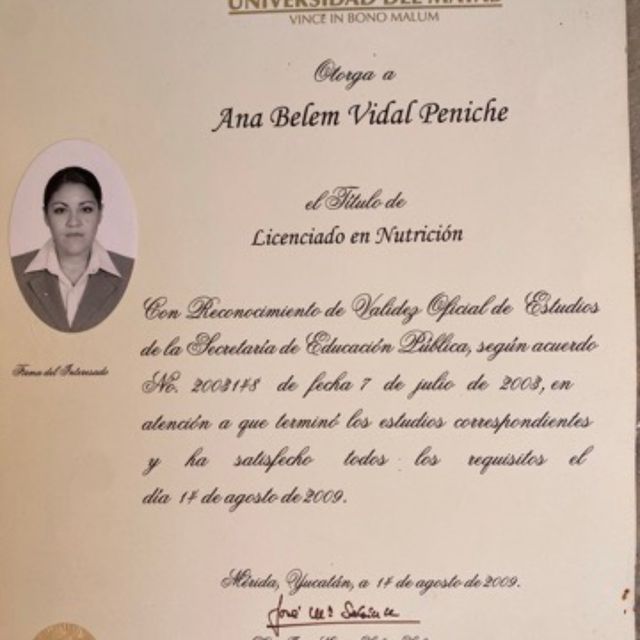 UNIVERSIDAD DEL MAYAB
VINCE IN BONO MALUM
Otorga a
Ana Belem Vidal Peniche
el Título de
Licenciado en Nutrición
Con Reconocimiento de Validez Oficial de Estudios
de la Secretaría de Educación Pública, según acuerdo
No. 2003148 de fecha 7 de julio de 2003, en
atención a que terminó los estudios correspondientes
y ha satisfecho todos los requisitos el
día 14 de agosto de 2009.
Firma del Interesado
Mérida, Yucatán, a 14 de agosto de 2009.